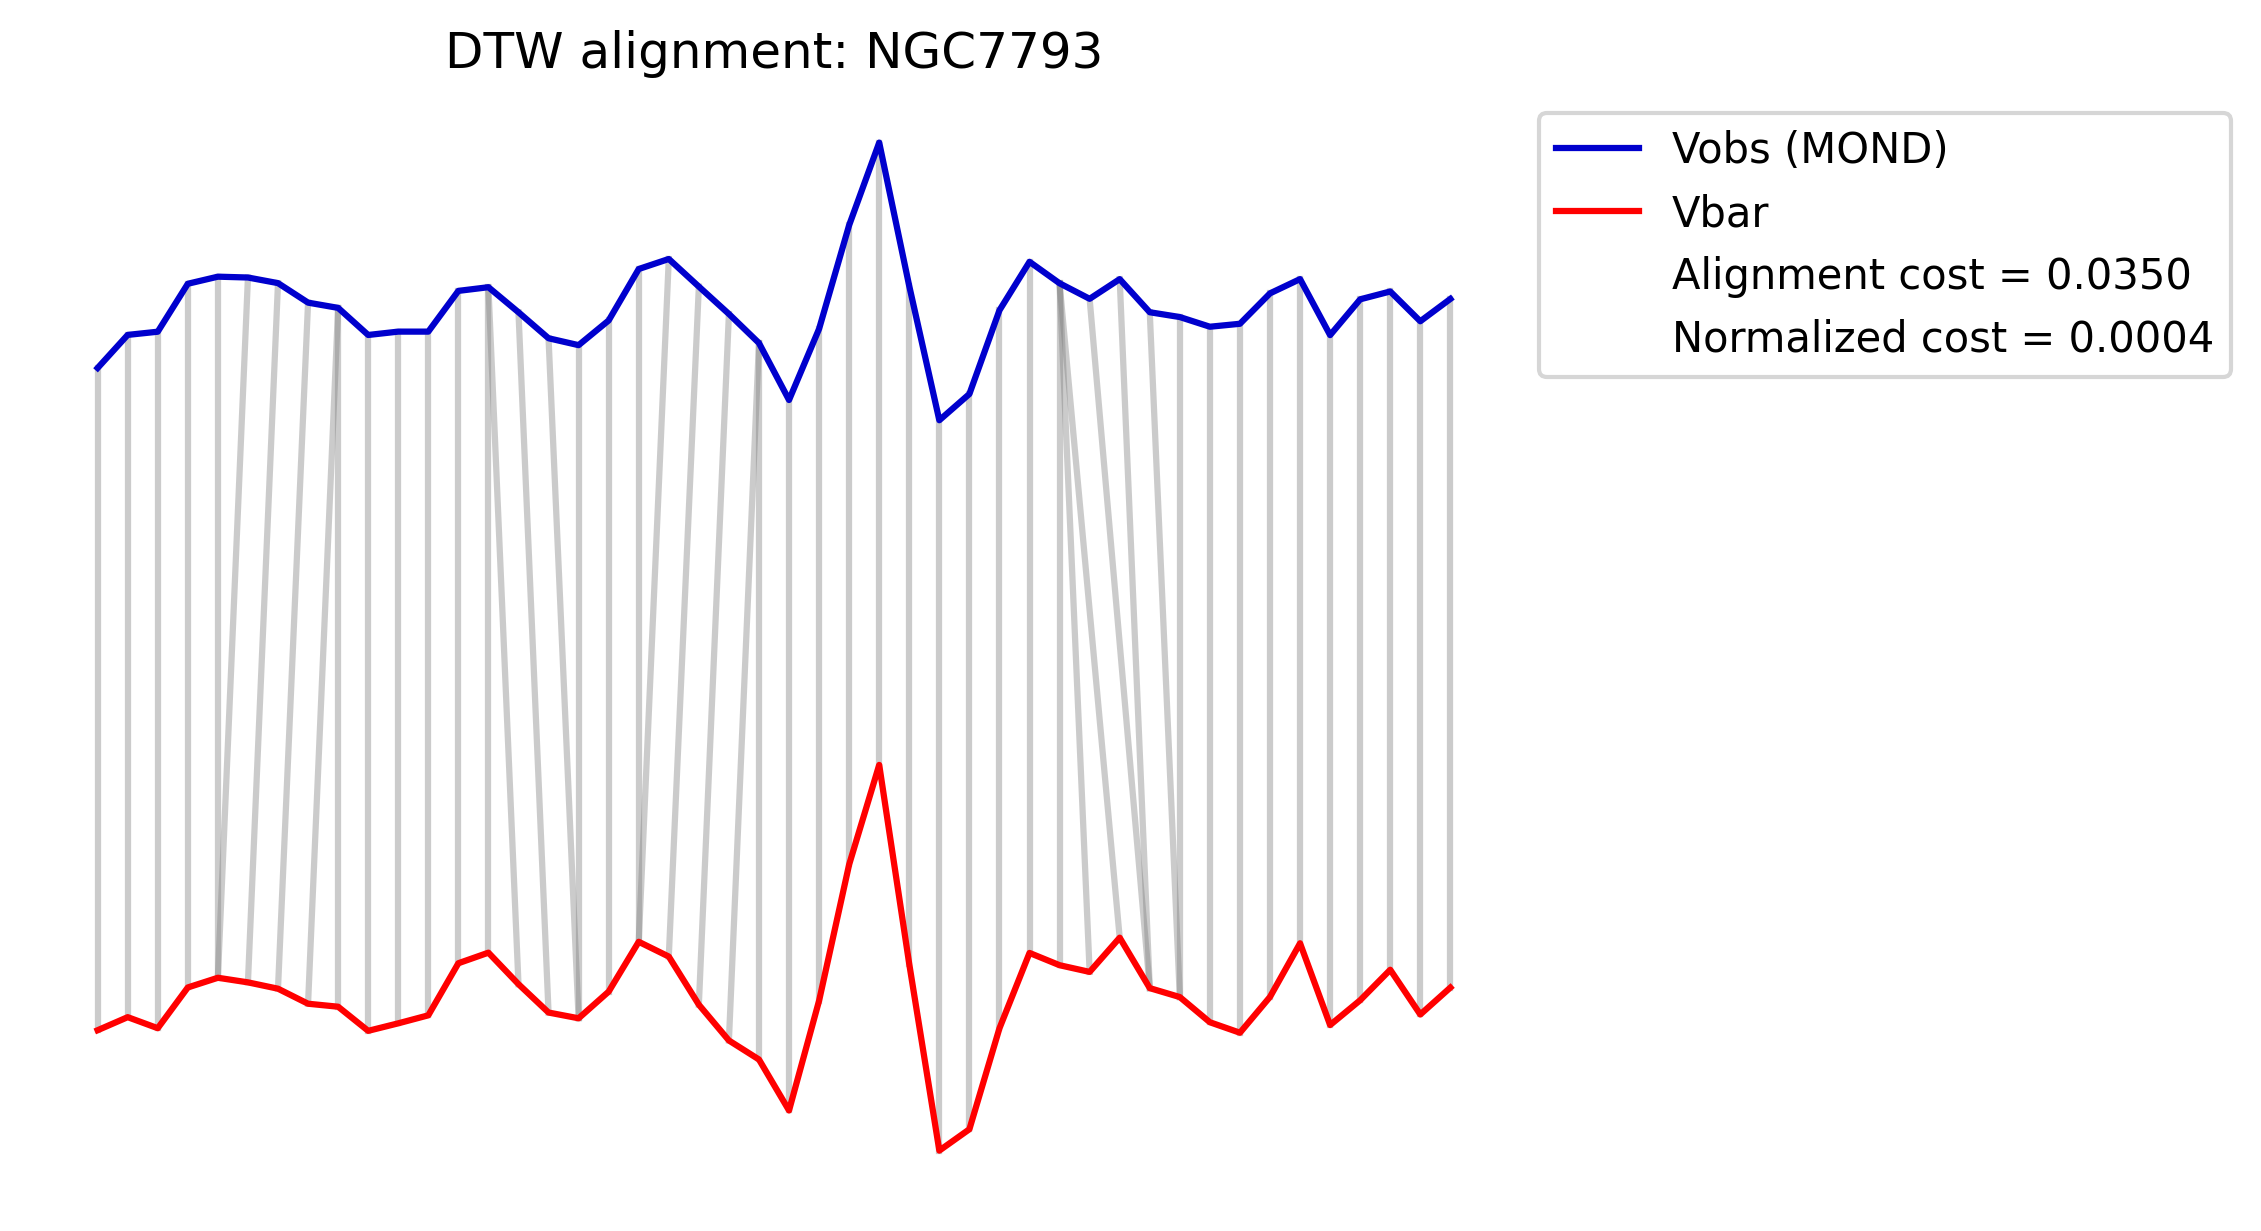 DTW alignment: NGC7793
Vobs (MOND)
Vbar
Alignment cost = 0.0350
Normalized cost = 0.0004